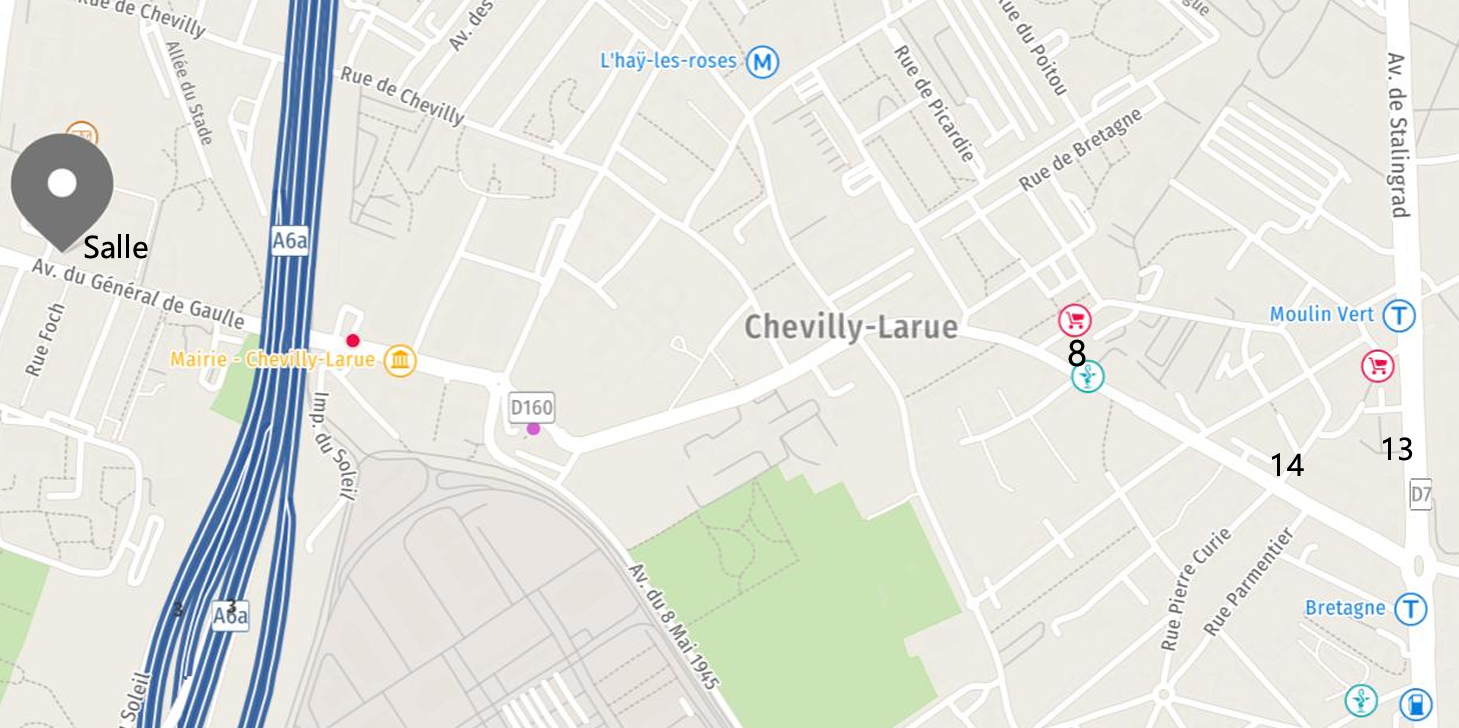 Rue de Chevilly
Av. des
Allée du Stade
Rue de Chevilly
L'haÿ-les-roses
M
Rue du Poitou
gue
Rue de Picardie
Rue de Bretagne
Av. de Stalingrad
Salle
A6a
Av. du Général de Gaulle
Rue Foch
Mairie - Chevilly-Larue
Chevilly-Larue
Moulin Vert
T
8
D160
Imp. du Soleil
14
13
D7
Av. du 8 Mai 1945
Rue Pierre Curie
Rue Parmentier
Bretagne
T
3
3
A6a
Soleil